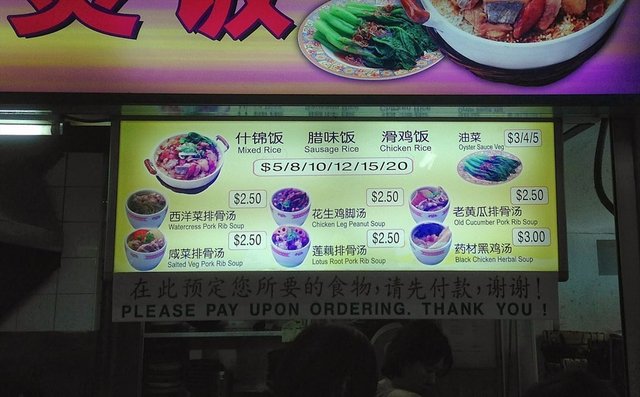 饭
什锦饭 腊味饭 滑鸡饭 油菜 $3/4/5
Mixed Rice Sausage Rice Chicken Rice Oyster Sauce Veg
$5/8/10/12/15/20
$2.50 $2.50 $2.50
西洋菜排骨汤 花生鸡脚汤 老黄瓜排骨汤
Watercress Pork Rib Soup Chicken Leg Peanut Soup Old Cucumber Pork Rib Soup
$2.50 $2.50 $3.00
咸菜排骨汤 莲藕排骨汤 药材黑鸡汤
Salted Veg Pork Rib Soup Lotus Root Pork Rib Soup Black Chicken Herbal Soup
在此预定您所要的食物,请先付款,谢谢!
PLEASE PAY UPON ORDERING. THANK YOU !